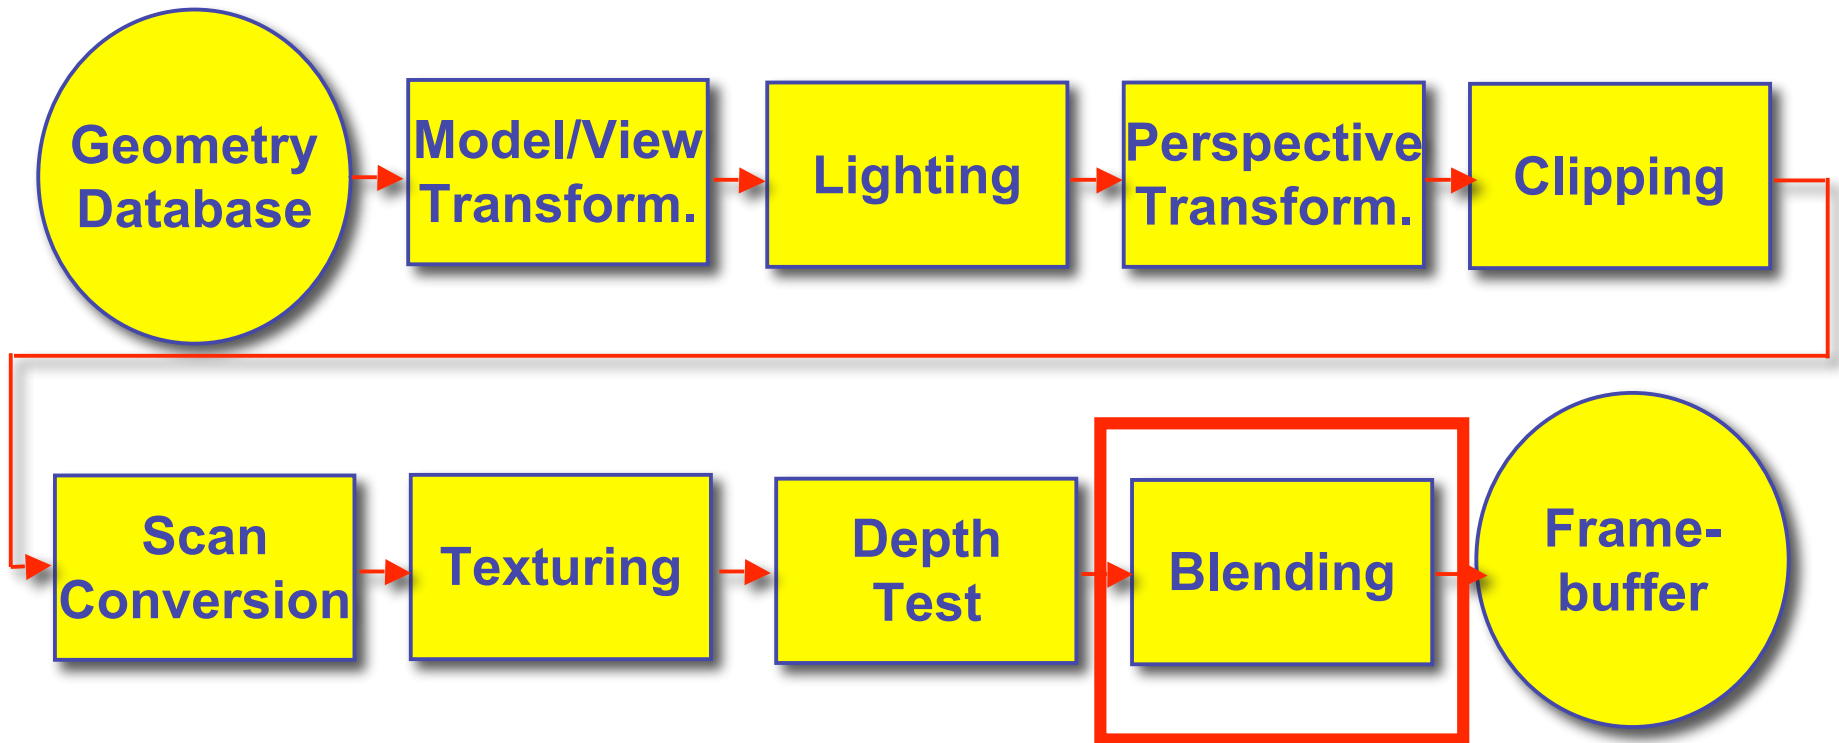 Geometry
Database
Model/View
Transform.
Lighting
Perspective
Transform.
Clipping
Scan
Conversion
Texturing
Depth
Test
Blending
Frame-
buffer